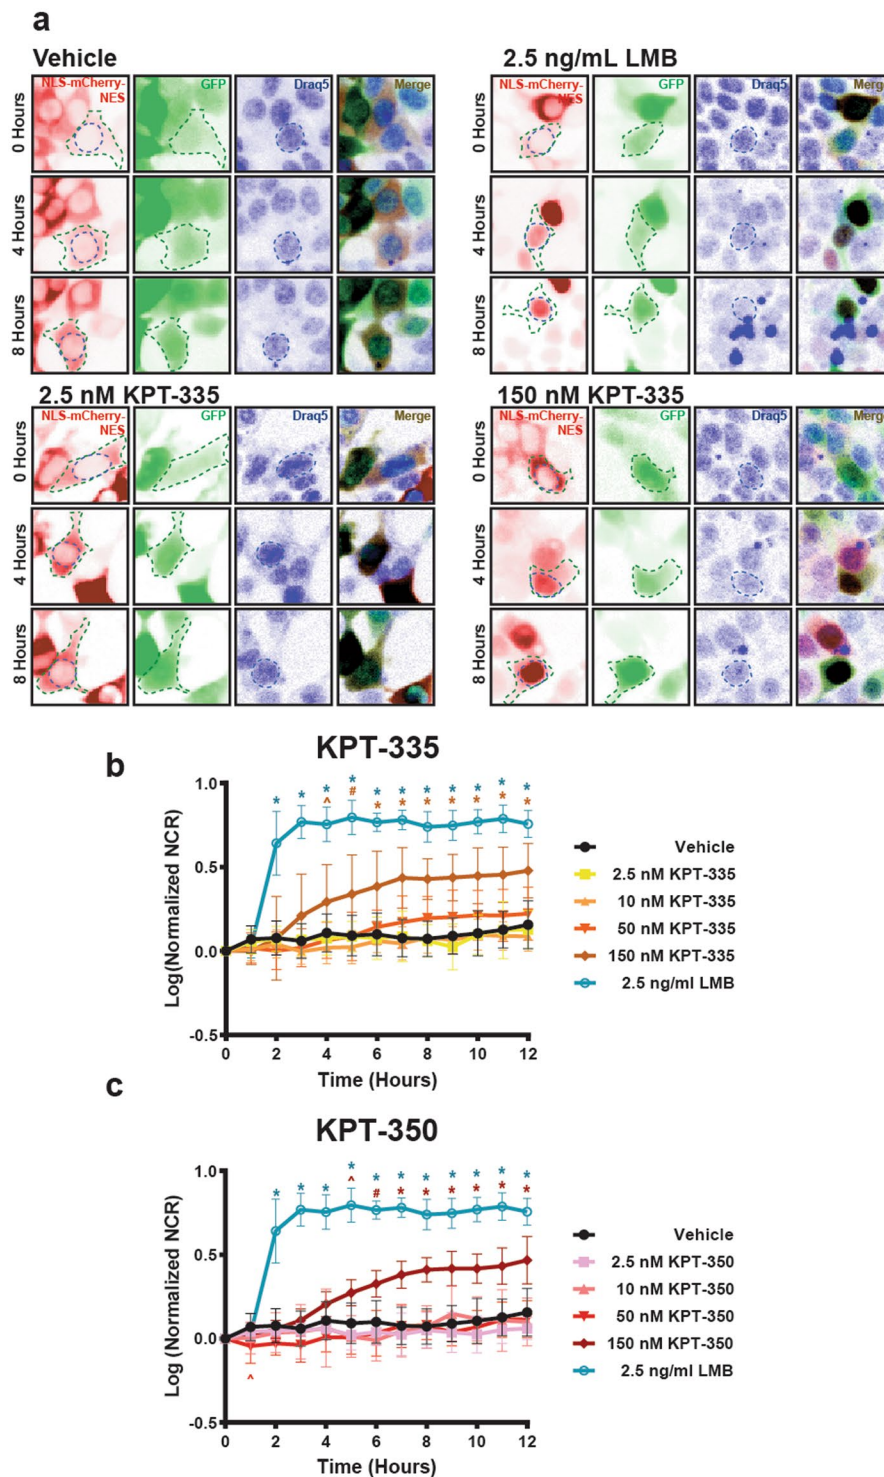 a
Vehicle
NLS-mCherry-
NES
GFP
Draq5
Merge
0 Hours
4 Hours
8 Hours
2.5 ng/mL LMB
NLS-mCherry-
NES
GFP
Draq5
Merge
0 Hours
4 Hours
8 Hours
2.5 nM KPT-335
NLS-mCherry-
NES
GFP
Draq5
Merge
0 Hours
4 Hours
8 Hours
150 nM KPT-335
NLS-mCherry-
NES
GFP
Draq5
Merge
0 Hours
4 Hours
8 Hours
b
KPT-335
Log(Normalized NCR)
1.0
0.5
0.0
-0.5
* * * * * * * * * * *
^ # * * * * * * *
0 2 4 6 8 10 12
Time (Hours)
Vehicle
2.5 nM KPT-335
10 nM KPT-335
50 nM KPT-335
150 nM KPT-335
2.5 ng/ml LMB
c
KPT-350
Log (Normalized NCR)
1.0
0.5
0.0
-0.5
* * * * * * * * * * *
^ # * * * * * *
^
0 2 4 6 8 10 12
Time (Hours)
Vehicle
2.5 nM KPT-350
10 nM KPT-350
50 nM KPT-350
150 nM KPT-350
2.5 ng/ml LMB